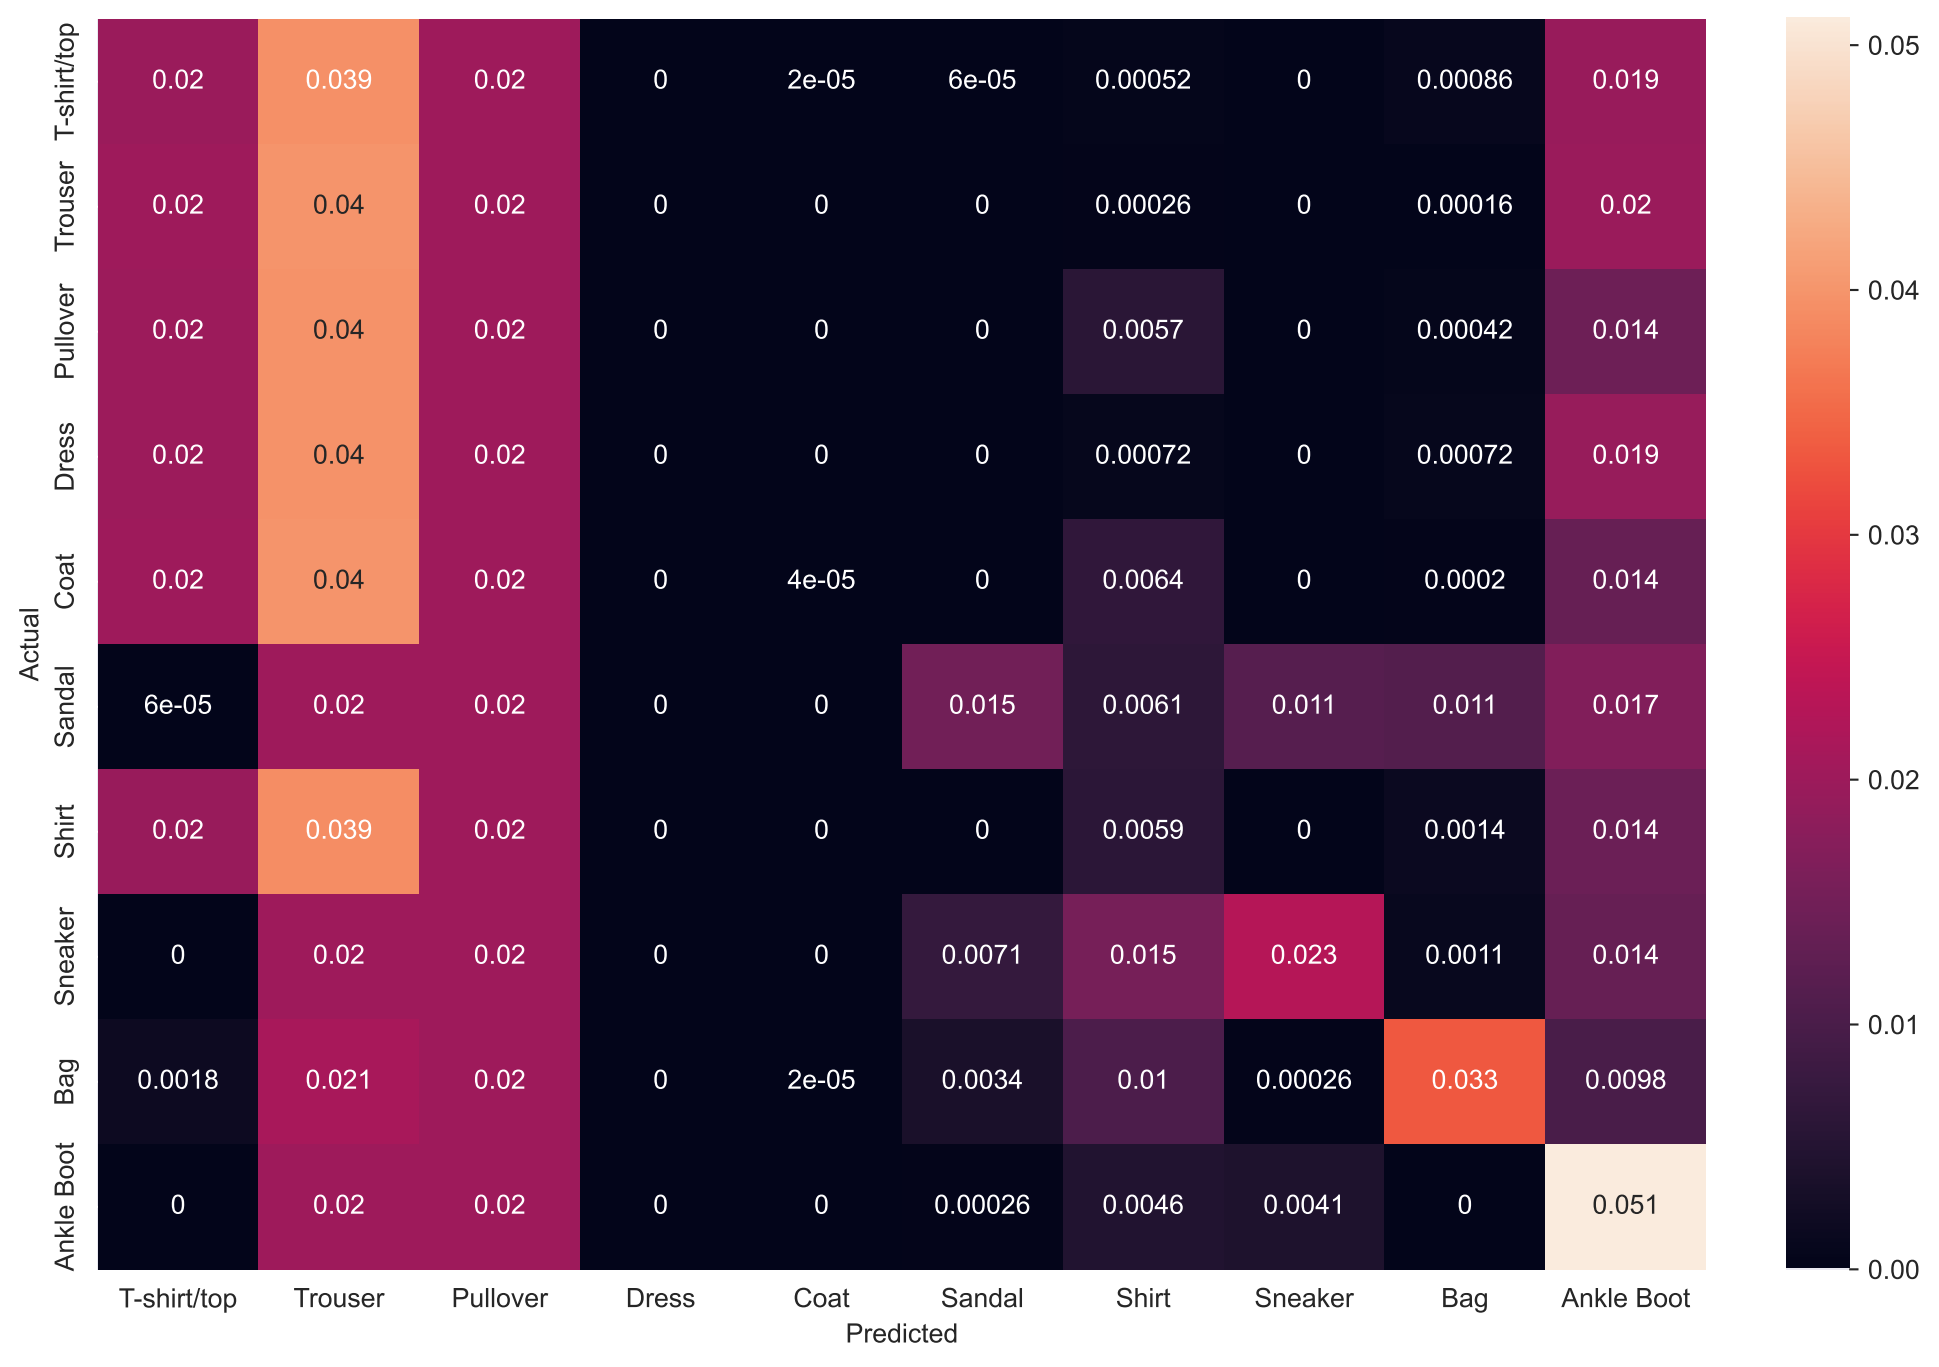 T-shirt/top 0.02 0.039 0.02 0 2e-05 6e-05 0.00052 0 0.00086 0.019
Trouser 0.02 0.04 0.02 0 0 0 0.00026 0 0.00016 0.02
Pullover 0.02 0.04 0.02 0 0 0 0.0057 0 0.00042 0.014
Dress 0.02 0.04 0.02 0 0 0 0.00072 0 0.00072 0.019
Coat 0.02 0.04 0.02 0 4e-05 0 0.0064 0 0.0002 0.014
Actual
Sandal 6e-05 0.02 0.02 0 0 0.015 0.0061 0.011 0.011 0.017
Shirt 0.02 0.039 0.02 0 0 0 0.0059 0 0.0014 0.014
Sneaker 0 0.02 0.02 0 0 0.0071 0.015 0.023 0.0011 0.014
Bag 0.0018 0.021 0.02 0 2e-05 0.0034 0.01 0.00026 0.033 0.0098
Ankle Boot 0 0.02 0.02 0 0 0.00026 0.0046 0.0041 0 0.051
T-shirt/top Trouser Pullover Dress Coat Sandal Shirt Sneaker Bag Ankle Boot
Predicted
0.05
0.04
0.03
0.02
0.01
0.00